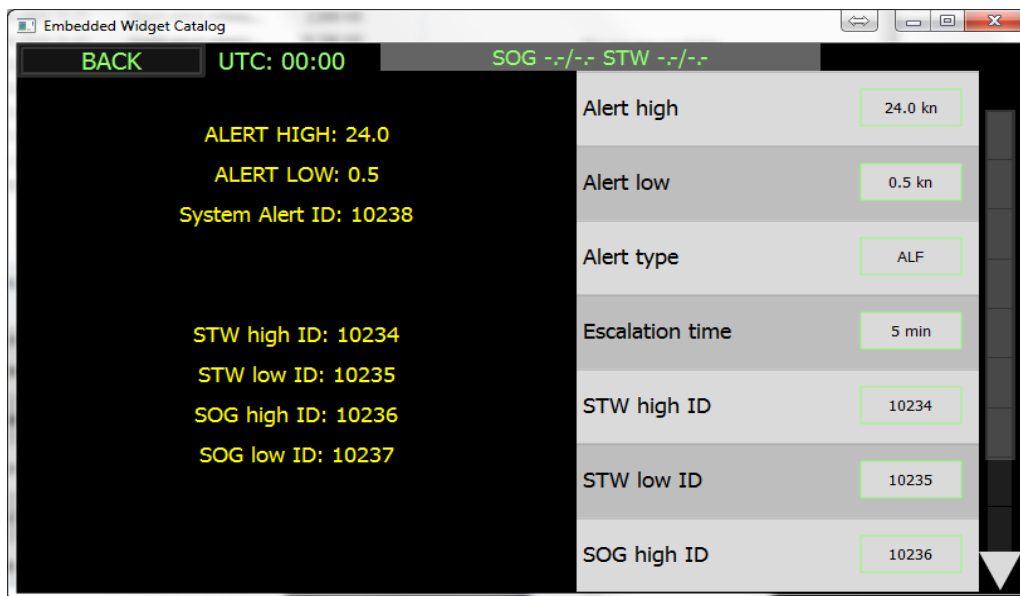 Embedded Widget Catalog
BACK
UTC: 00:00
SOG -.-/-.- STW -.-/-.-
ALERT HIGH: 24.0
ALERT LOW: 0.5
System Alert ID: 10238
STW high ID: 10234
STW low ID: 10235
SOG high ID: 10236
SOG low ID: 10237
Alert high
24.0 kn
Alert low
0.5 kn
Alert type
ALF
Escalation time
5 min
STW high ID
10234
STW low ID
10235
SOG high ID
10236